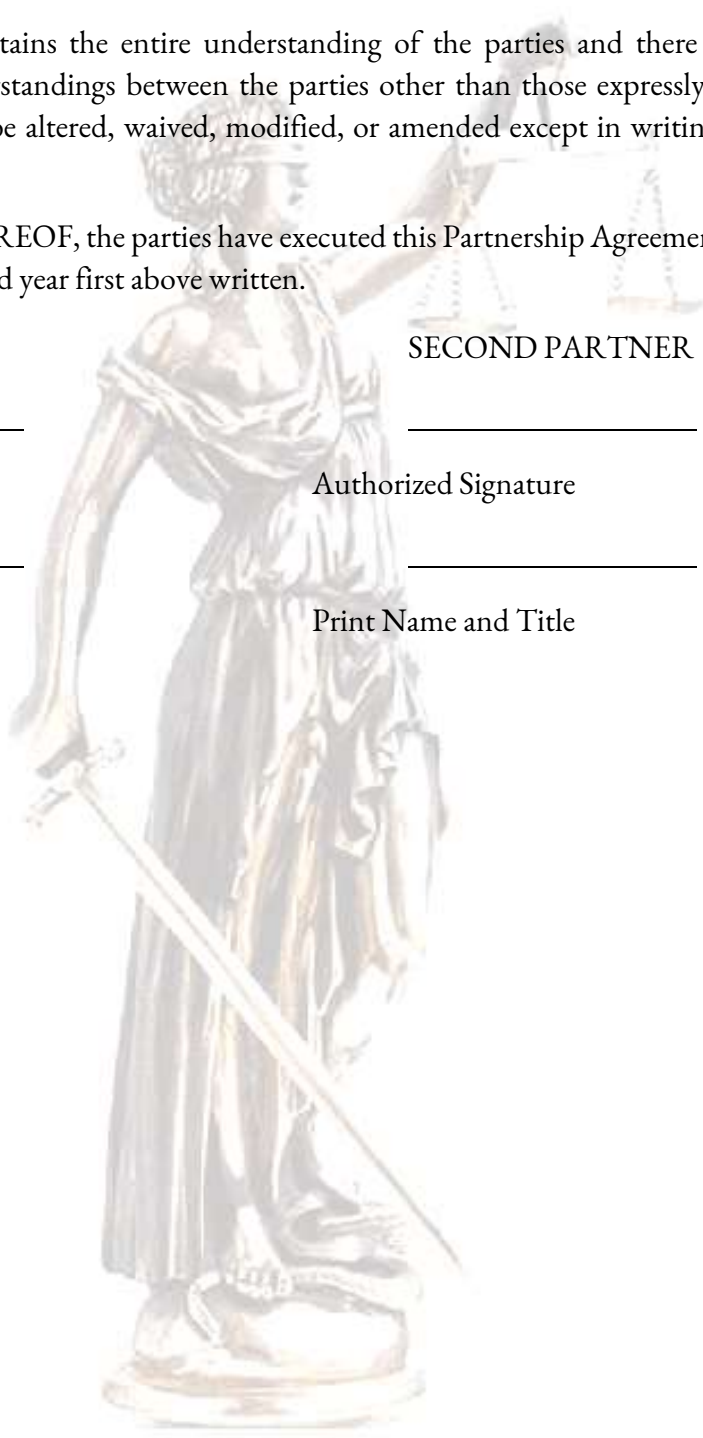 tains the entire understanding of the parties and there
standings between the parties other than those expressly
be altered, waived, modified, or amended except in writin
REOF, the parties have executed this Partnership Agreemen
d year first above written.
SECOND PARTNER
Authorized Signature
Print Name and Title